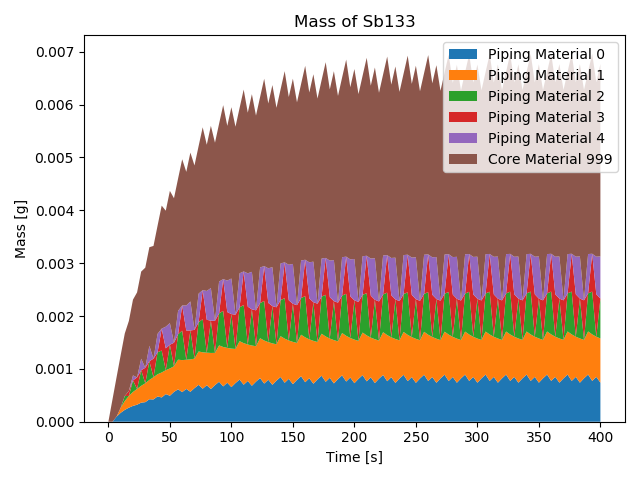 Mass of Sb133
Mass [g]
0.007
0.006
0.005
0.004
0.003
0.002
0.001
0.000
Piping Material 0
Piping Material 1
Piping Material 2
Piping Material 3
Piping Material 4
Core Material 999
0 50 100 150 200 250 300 350 400
Time [s]